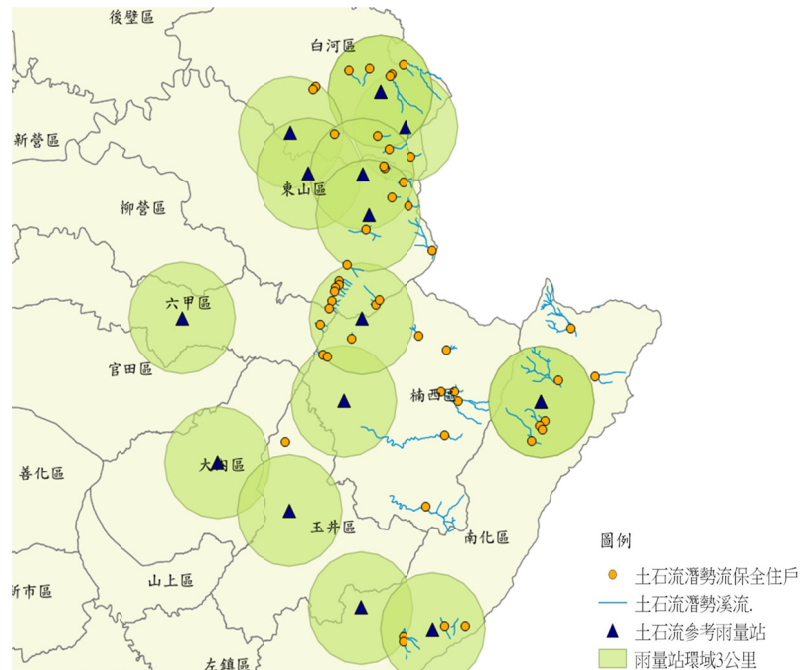 後壁區
白河區
新營區
東山區
柳營區
六甲區
官田區
楠西區
大內區
善化區
玉井區
南化區
山上區
新市區
左鎮區
圖例
土石流潛勢流保全住戶
土石流潛勢溪流.
土石流參考雨量站
雨量站環域3公里